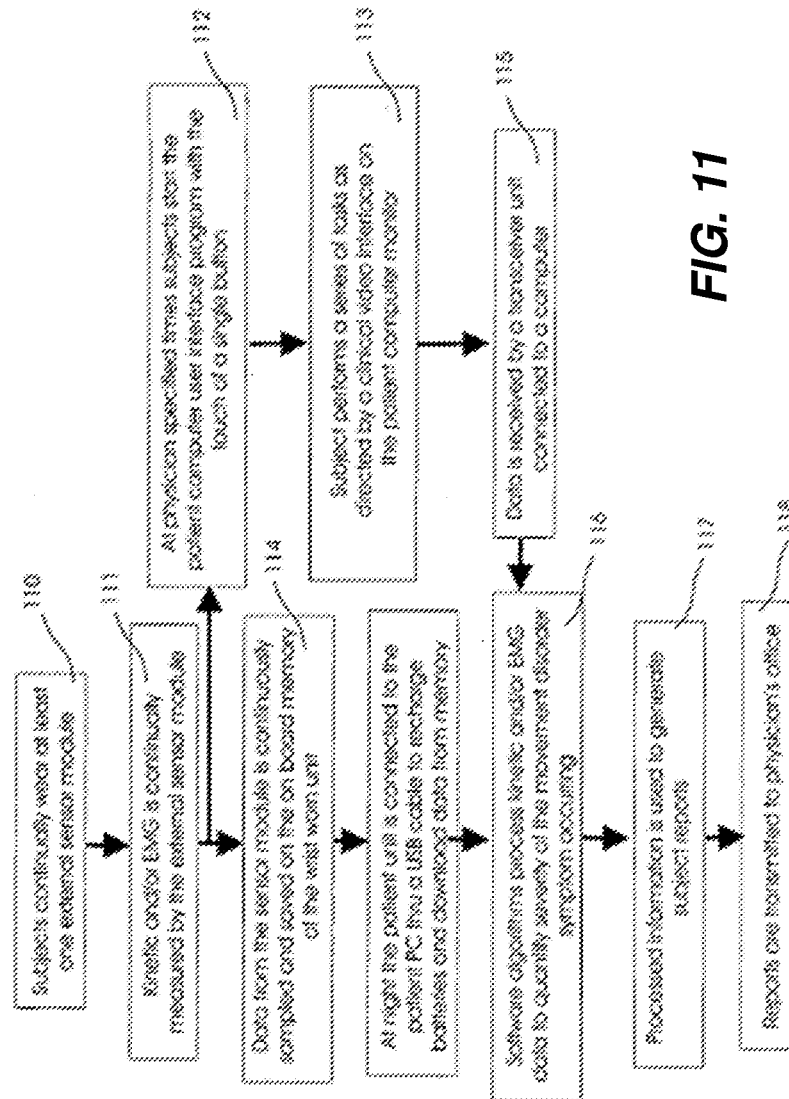 110
Subjects continually wear at least
one external sensor module
111
Kinetic and/or EMG is continually
measured by the external sensor module
112
At physician specified times subjects start the
patient computer user interface program with the
touch of a single button
114
Data from the sensor module is continuously
sampled and saved on the on board memory
of the wrist worn unit
113
Subject performs a series of tasks as
directed by a clinical video interface on
the patient computer monitor
At night the patient unit is connected to the
patient PC thru a USB cable to recharge
batteries and download data from memory
115
Data is received by a transceiver unit
connected to a computer
116
Software algorithms process kinetic and/or EMG
data to quantify severity of the movement disorder
symptom occurring
117
Processed information is used to generate
subject reports
118
Reports are transmitted to physician's office
FIG. 11